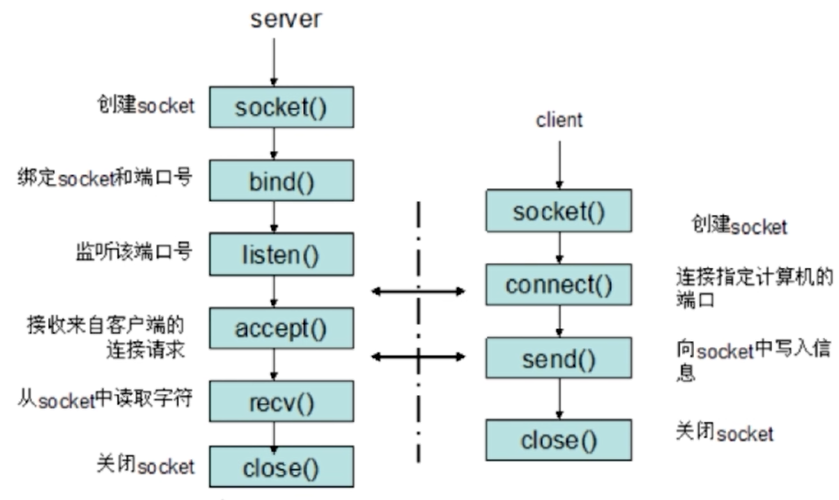 server
创建socket
socket()
绑定socket和端口号
bind()
监听该端口号
listen()
接收来自客户端的
连接请求
accept()
从socket中读取字符
recv()
关闭socket
close()
client
socket()
创建socket
connect()
连接指定计算机的
端口
send()
向socket中写入信
息
close()
关闭socket